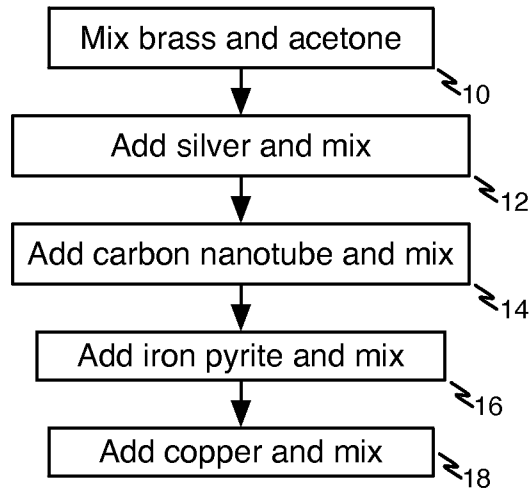 Mix brass and acetone
10
Add silver and mix
12
Add carbon nanotube and mix
14
Add iron pyrite and mix
16
Add copper and mix
18